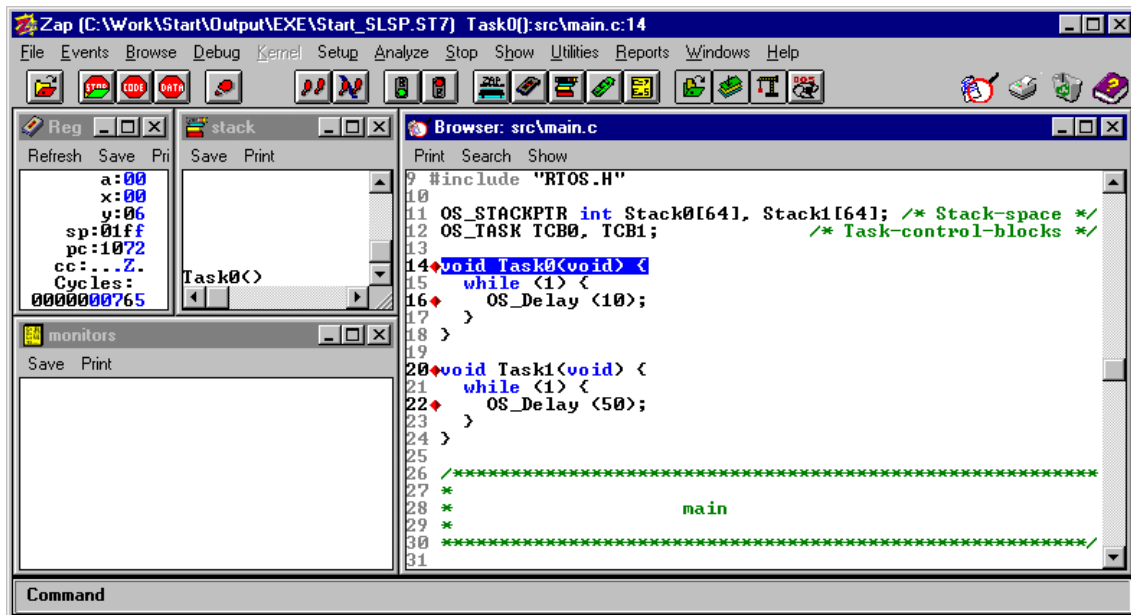 Zap (C:\Work\Start\Output\EXE\Start_SLSP.ST7) Task0():src\main.c:14
File Events Browse Debug Kernel Setup Analyze Stop Show Utilities Reports Windows Help
STOP CODE DATA
Reg
Refresh Save Pri
a:00
x:00
y:06
sp:01ff
pc:1072
cc:...Z.
Cycles:
0000000765
stack
Save Print
Task0()
monitors
Save Print
Browser: src\main.c
Print Search Show
9 #include "RTOS.H"
10
11 OS_STACKPTR int Stack0[64], Stack1[64]; /* Stack-space */
12 OS_TASK TCB0, TCB1; /* Task-control-blocks */
13
14 void Task0(void) {
15 while (1) {
16 OS_Delay (10);
17 }
18 }
19
20 void Task1(void) {
21 while (1) {
22 OS_Delay (50);
23 }
24 }
25
26 /*********************************************************
27 *
28 * main
29 *
30 *********************************************************/
31
Command